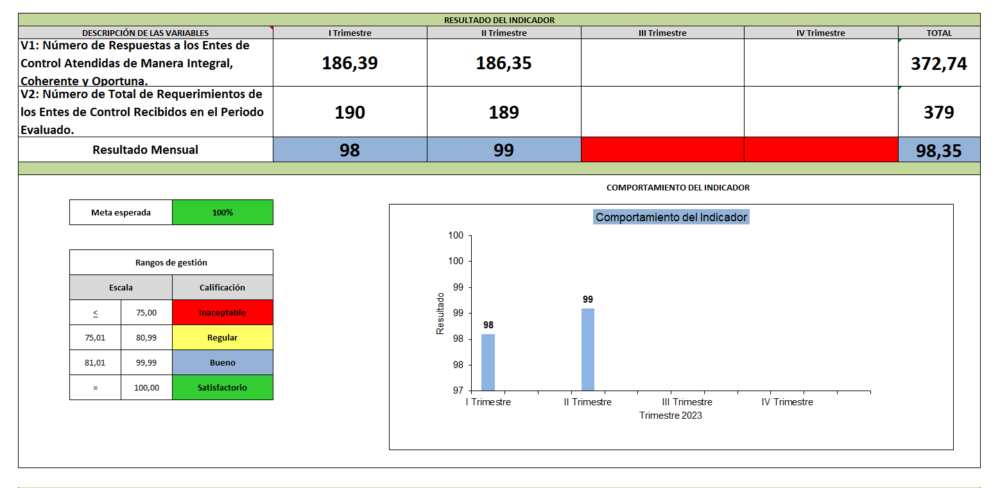 RESULTADO DEL INDICADOR
DESCRIPCIÓN DE LAS VARIABLES I Trimestre II Trimestre III Trimestre IV Trimestre TOTAL
V1: Número de Respuestas a los Entes de
Control Atendidas de Manera Integral,
Coherente y Oportuna.
186,39 186,35 372,74
V2: Número de Total de Requerimientos de
los Entes de Control Recibidos en el Periodo
Evaluado.
190 189 379
Resultado Mensual 98 99 98,35
Meta esperada 100%
Rangos de gestión
Escala Calificación
≤ 75,00 Inaceptable
75,01 80,99 Regular
81,01 99,99 Bueno
= 100,00 Satisfactorio
COMPORTAMIENTO DEL INDICADOR
Comportamiento del Indicador
100
100
99
99
98
98
97
Resultado
98
99
I Trimestre II Trimestre III Trimestre IV Trimestre
Trimestre 2023